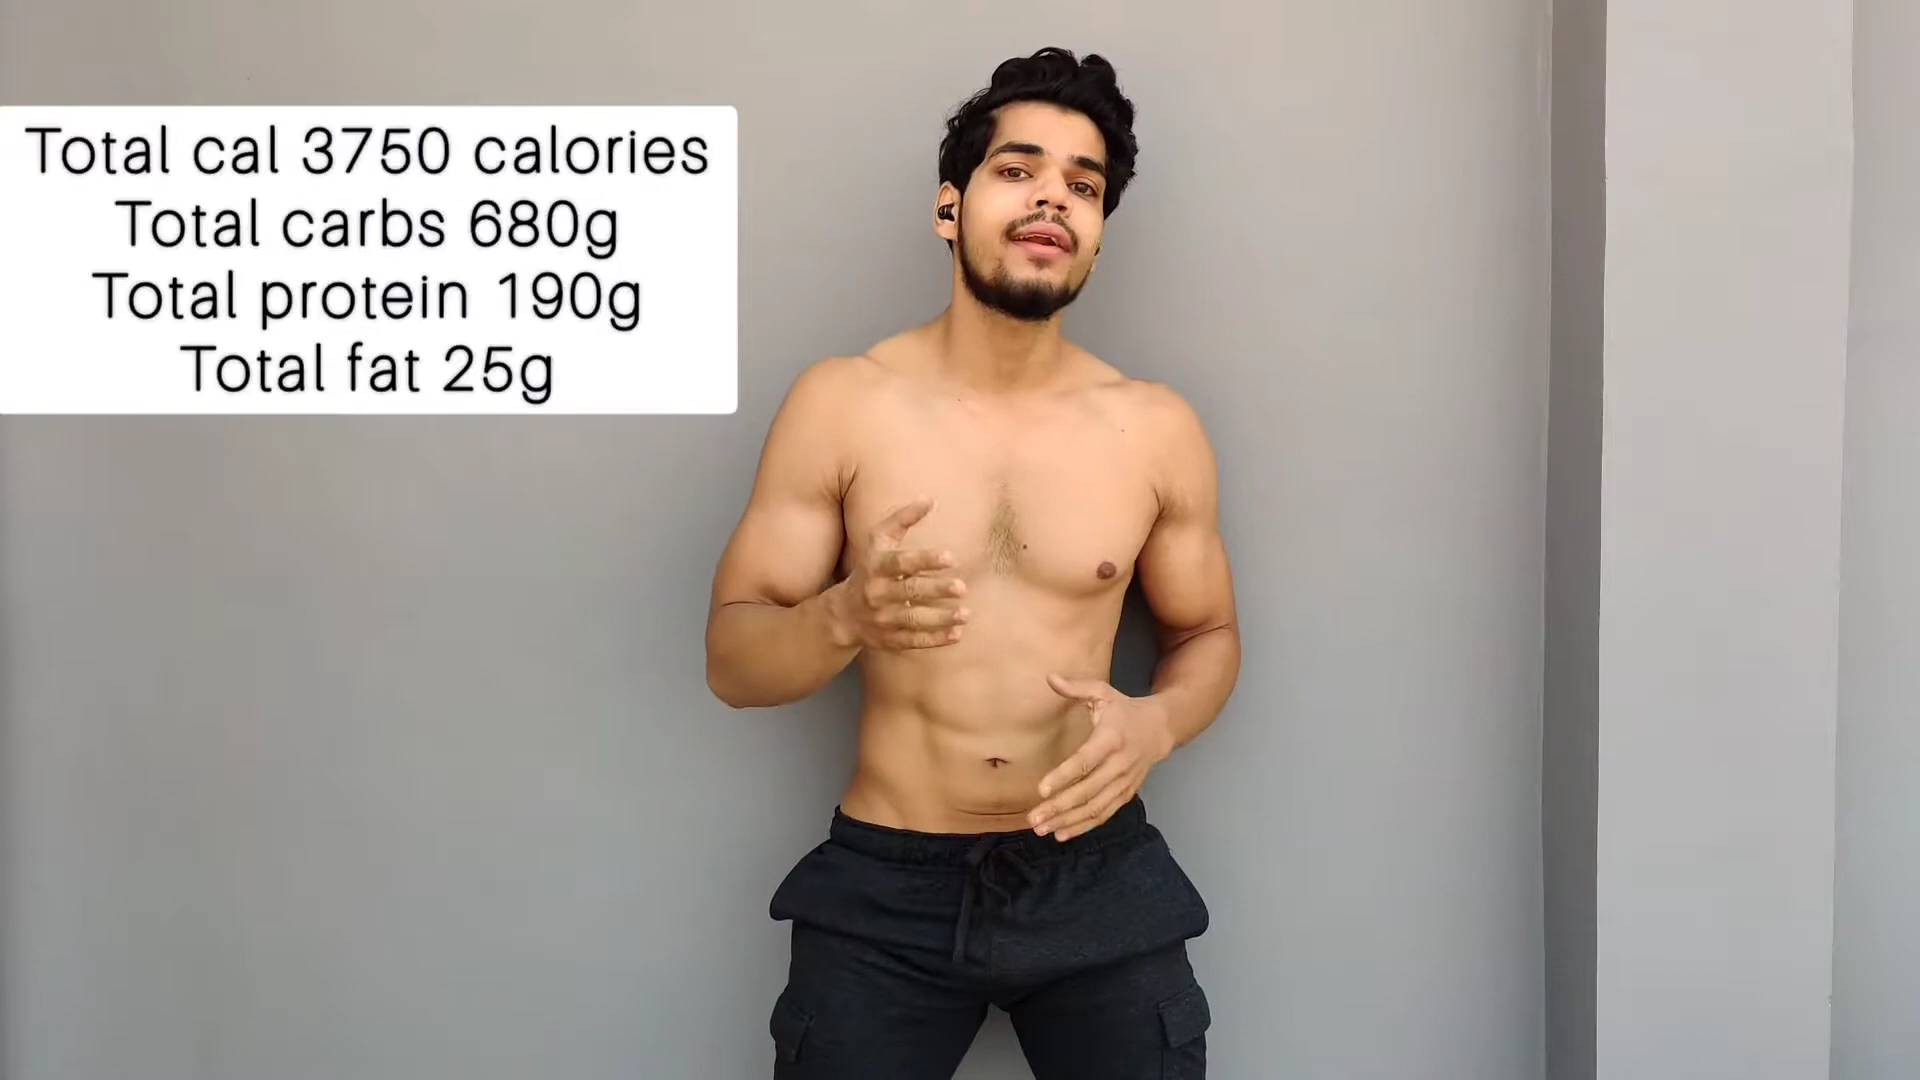 Total cal 3750 calories
Total carbs 680g
Total protein 190g
Total fat 25g